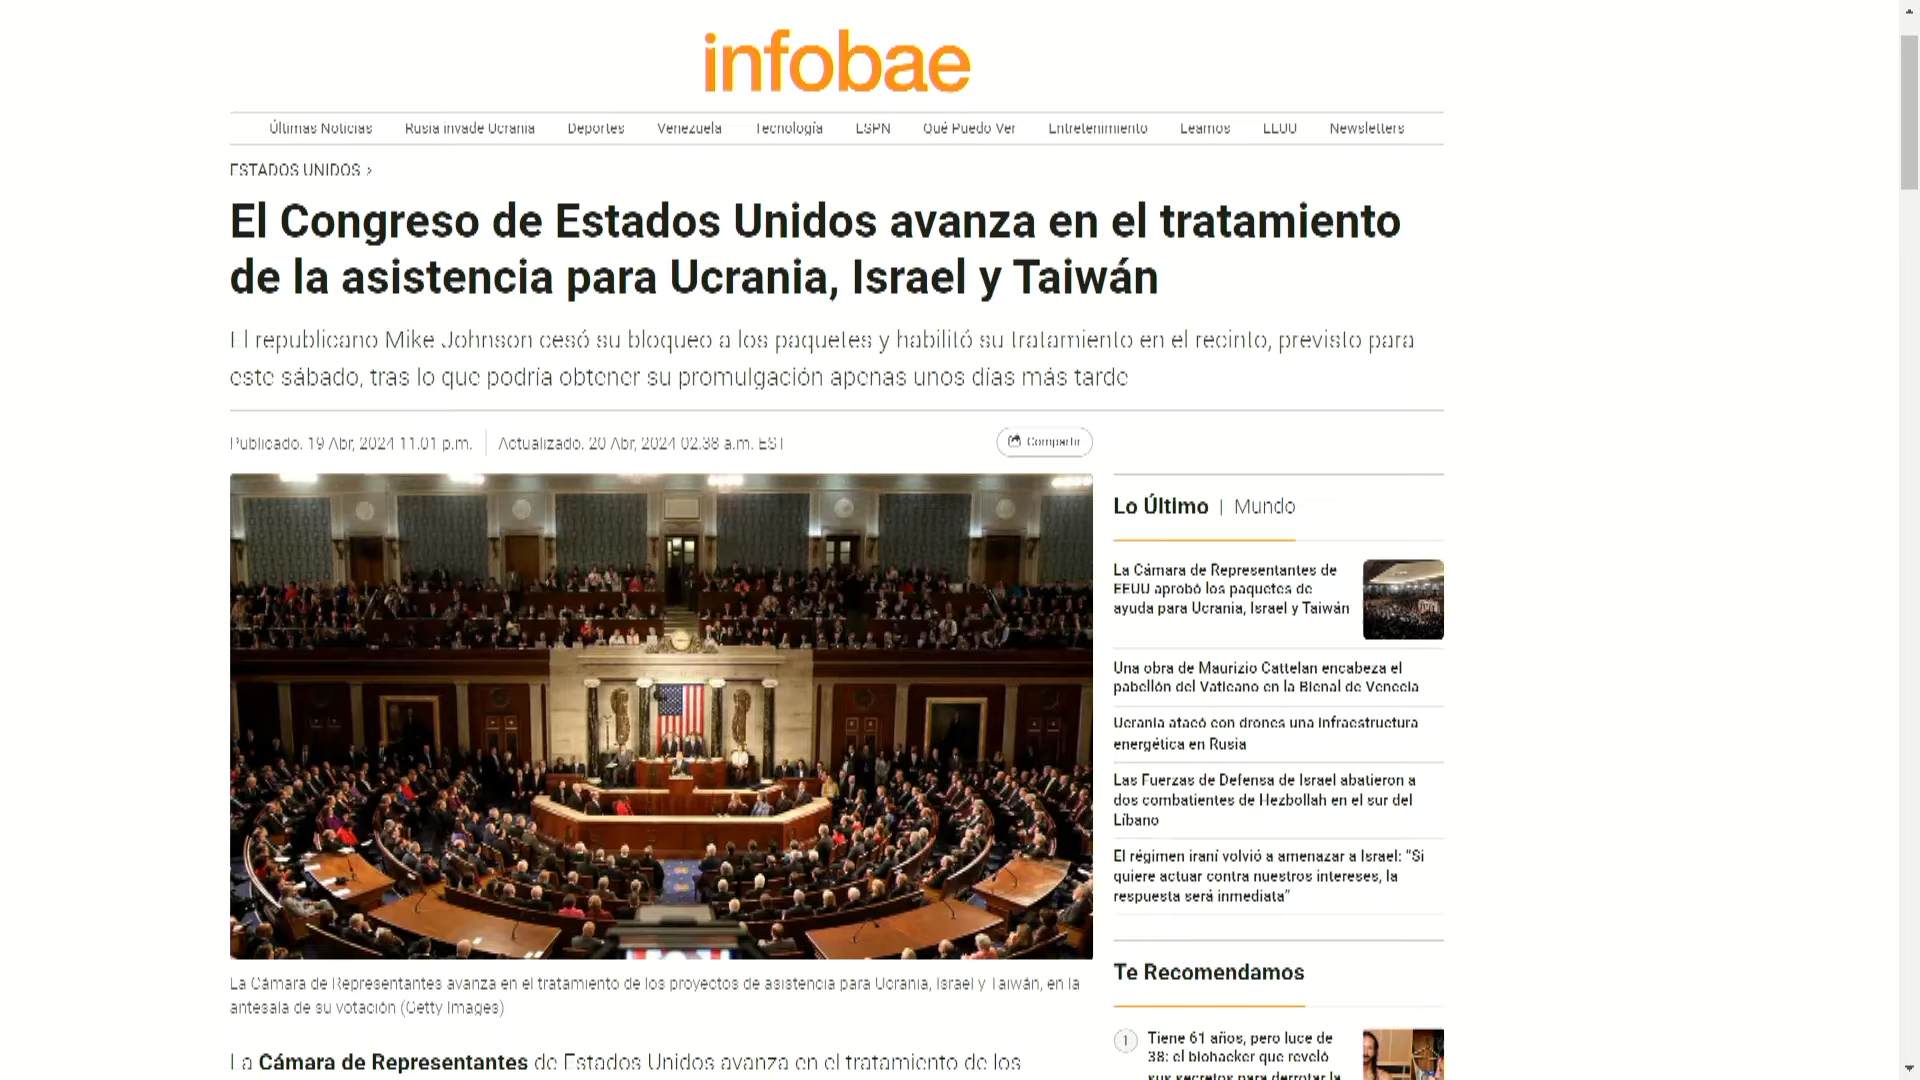 infobae
Últimas Noticias Rusia invade Ucrania Deportes Venezuela Tecnología ESPN Qué Puedo Ver Entretenimiento Leamos EEUU Newsletters
ESTADOS UNIDOS >
El Congreso de Estados Unidos avanza en el tratamiento
de la asistencia para Ucrania, Israel y Taiwán
El republicano Mike Johnson cesó su bloqueo a los paquetes y habilitó su tratamiento en el recinto, previsto para
este sábado, tras lo que podría obtener su promulgación apenas unos días más tarde
Publicado: 19 Abr, 2024 11:01 p.m. | Actualizado: 20 Abr, 2024 02:38 a.m. EST
Compartir
La Cámara de Representantes avanza en el tratamiento de los proyectos de asistencia para Ucrania, Israel y Taiwán, en la
antesala de su votación (Getty Images)
La Cámara de Representantes de Estados Unidos avanza en el tratamiento de los
Lo Último | Mundo
La Cámara de Representantes de
EEUU aprobó los paquetes de
ayuda para Ucrania, Israel y Taiwán
Una obra de Maurizio Cattelan encabeza el
pabellón del Vaticano en la Bienal de Venecia
Ucrania atacó con drones una infraestructura
energética en Rusia
Las Fuerzas de Defensa de Israel abatieron a
dos combatientes de Hezbollah en el sur del
Líbano
El régimen iraní volvió a amenazar a Israel: “Si
quiere actuar contra nuestros intereses, la
respuesta será inmediata”
Te Recomendamos
1 Tiene 61 años, pero luce de
38: el biohacker que reveló
sus secretos para derrotar la